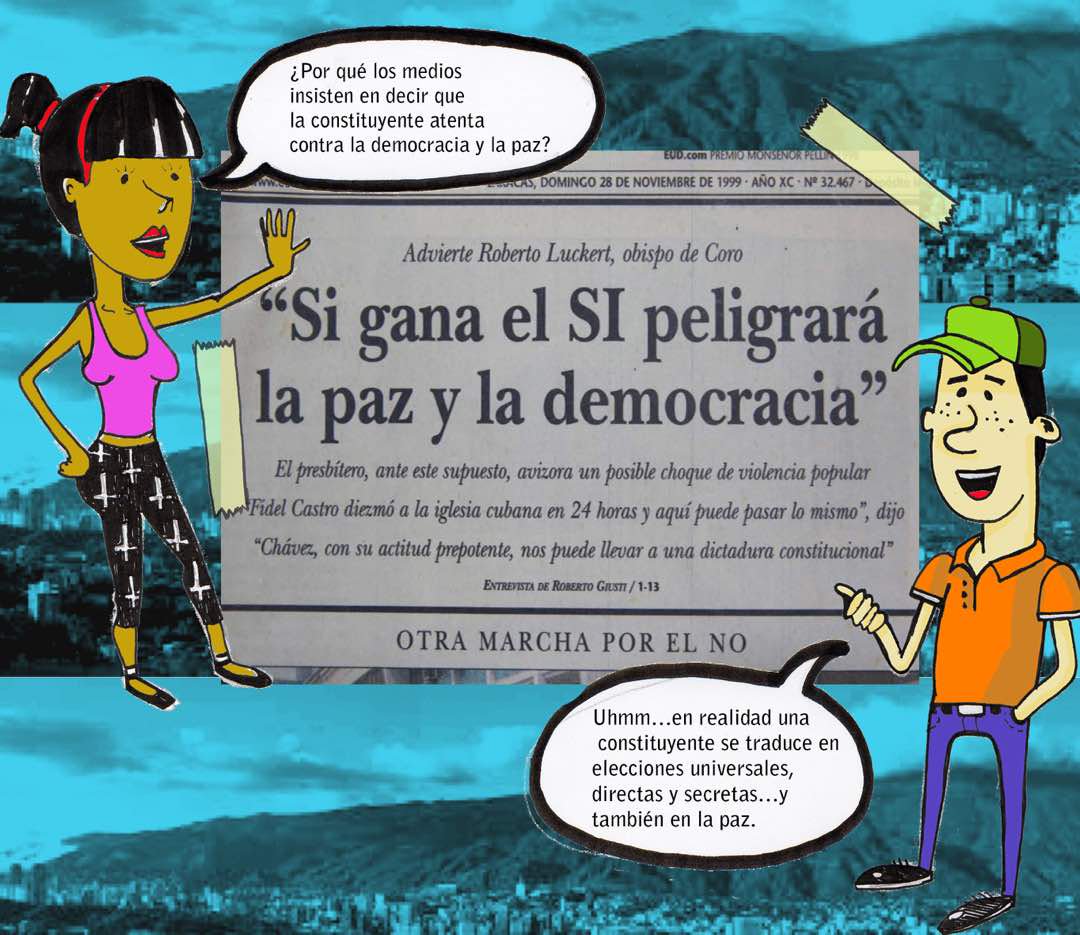 ¿Por qué los medios
insisten en decir que
la constituyente atenta
contra la democracia y la paz?
EUD.com PREMIO MONSEÑOR
DOMINGO 28 DE NOVIEMBRE DE 1999 · AÑO XC · Nº 32.467 ·
Advierte Roberto Luckert, obispo de Coro
“Si gana el SI peligrará
la paz y la democracia”
El presbítero, ante este supuesto, avizora un posible choque de violencia popular
“Fidel Castro diezmó a la iglesia cubana en 24 horas y aquí puede pasar lo mismo”, dijo
“Chávez, con su actitud prepotente, nos puede llevar a una dictadura constitucional”
ENTREVISTA DE ROBERTO GIUSTI / 1-13
OTRA MARCHA POR EL NO
Uhmm...en realidad una
constituyente se traduce en
elecciones universales,
directas y secretas...y
también en la paz.